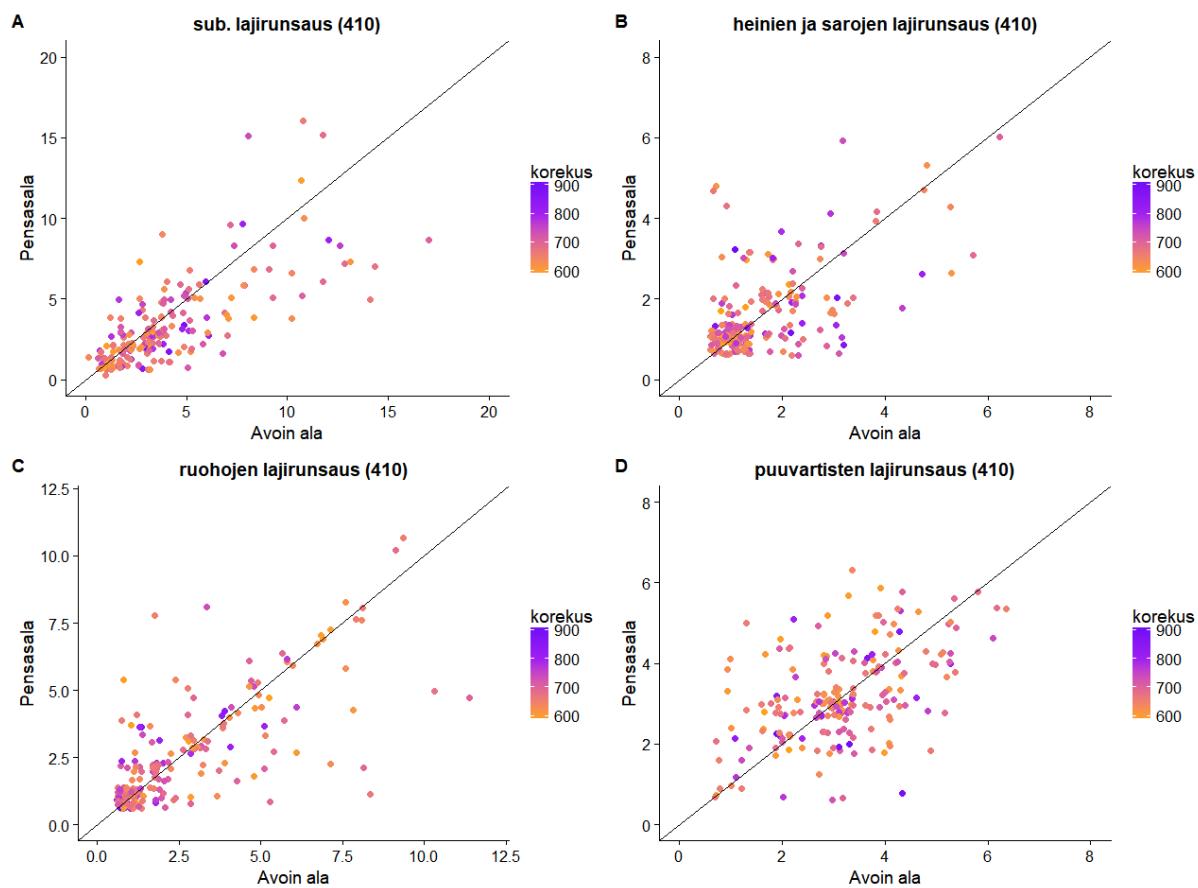 A
sub. lajirunsaus (410)
20
15
10
5
0
Pensasala
0 5 10 15 20
Avoin ala
korekus
900
800
700
600
B
heinien ja sarojen lajirunsaus (410)
8
6
4
2
0
Pensasala
0 2 4 6 8
Avoin ala
korekus
900
800
700
600
C
ruohojen lajirunsaus (410)
12.5
10.0
7.5
5.0
2.5
0.0
Pensasala
0.0 2.5 5.0 7.5 10.0 12.5
Avoin ala
korekus
900
800
700
600
D
puuvartisten lajirunsaus (410)
8
6
4
2
0
Pensasala
0 2 4 6 8
Avoin ala
korekus
900
800
700
600